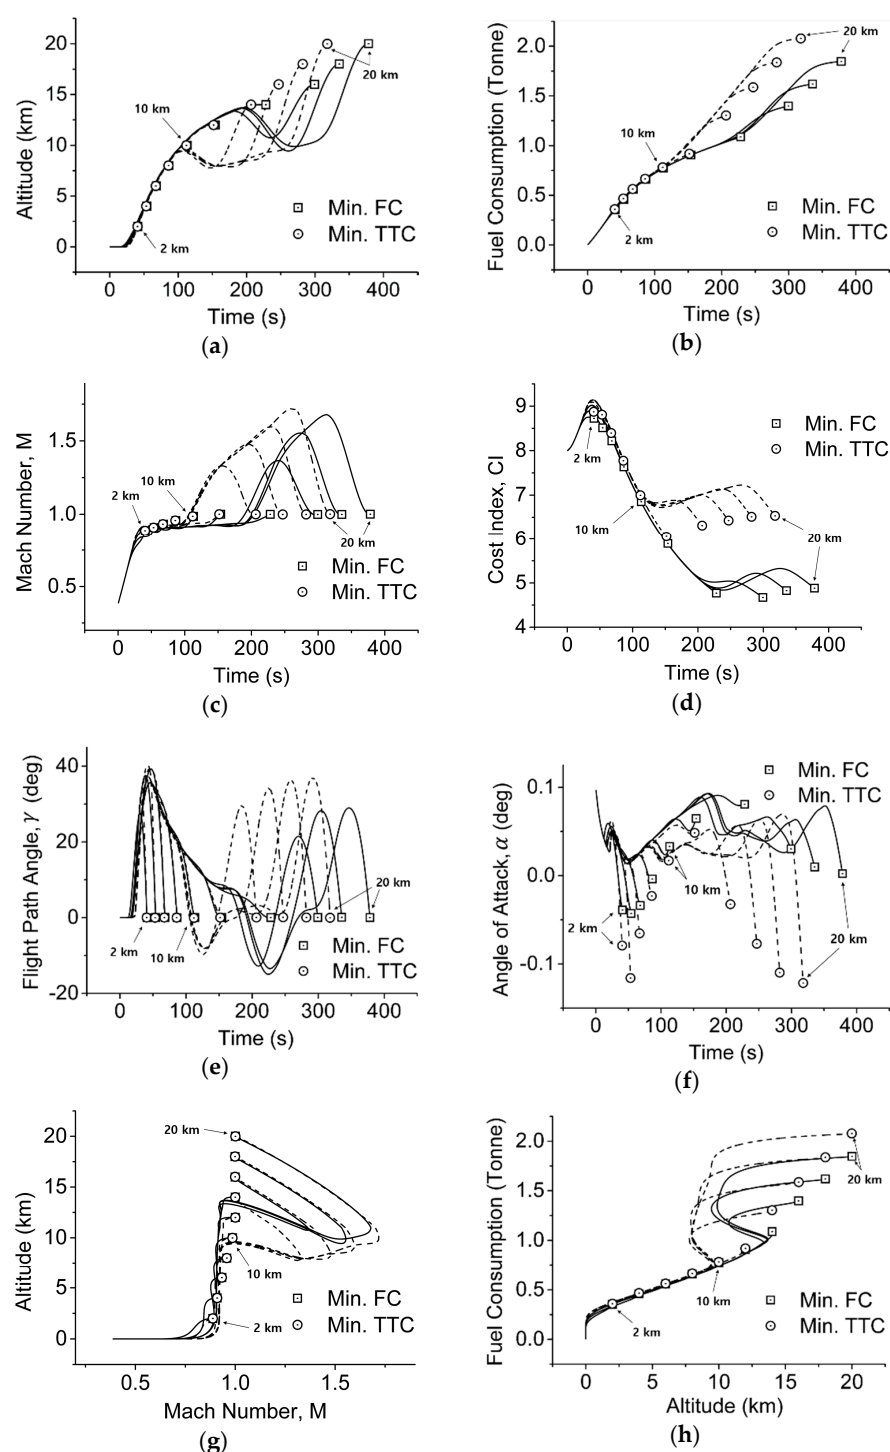 20
15
10
5
0
Altitude (km)
10 km
20 km
2 km
Min. FC
Min. TTC
0 100 200 300 400
Time (s)
(a)
2.0
1.5
1.0
0.5
0.0
Fuel Consumption (Tonne)
20 km
10 km
2 km
Min. FC
Min. TTC
0 100 200 300 400
Time (s)
(b)
1.5
1.0
0.5
Mach Number, M
2 km
10 km
20 km
Min. FC
Min. TTC
0 100 200 300 400
Time (s)
(c)
9
8
7
6
5
4
Cost Index, CI
Min. FC
Min. TTC
2 km
10 km
20 km
0 100 200 300 400
Time (s)
(d)
40
20
0
-20
Flight Path Angle, γ (deg)
20 km
2 km
10 km
Min. FC
Min. TTC
0 100 200 300 400
Time (s)
(e)
0.1
0.0
-0.1
Angle of Attack, α (deg)
Min. FC
Min. TTC
10 km
2 km
20 km
0 100 200 300 400
Time (s)
(f)
20
15
10
5
0
Altitude (km)
20 km
10 km
2 km
Min. FC
Min. TTC
0.5 1.0 1.5
Mach Number, M
(g)
2.0
1.5
1.0
0.5
0.0
Fuel Consumption (Tonne)
20 km
10 km
2 km
Min. FC
Min. TTC
0 5 10 15 20
Altitude (km)
(h)